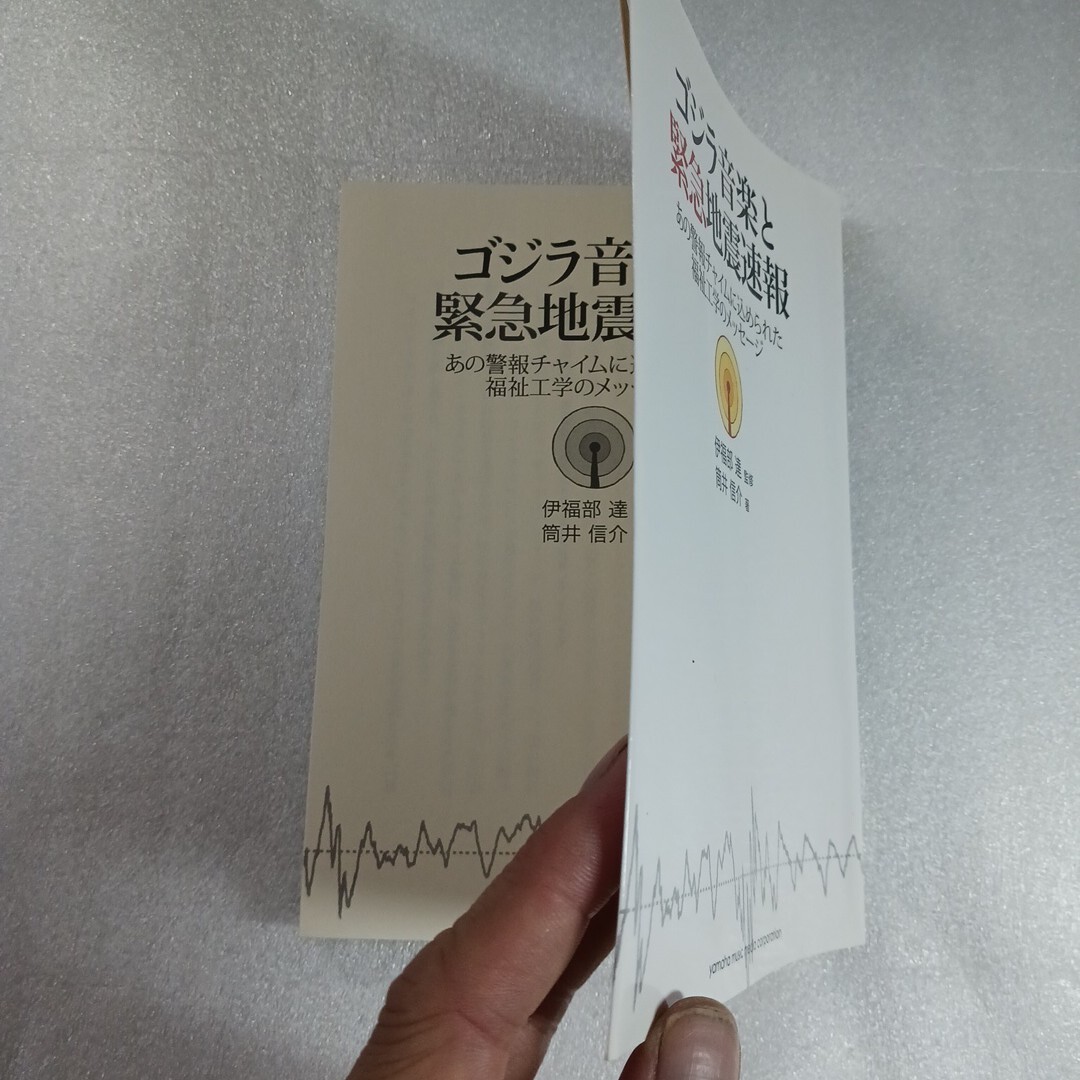 ゴジラ音
緊急地震
あの警報チャイムに
福祉工学のメッ
伊福部 達
筒井 信介
ゴジラ音楽と
緊急地震速報
あの警報チャイムに込められた
福祉工学のメッセージ
伊福部 達 監修
筒井 信介 著
yamaha music media corporation